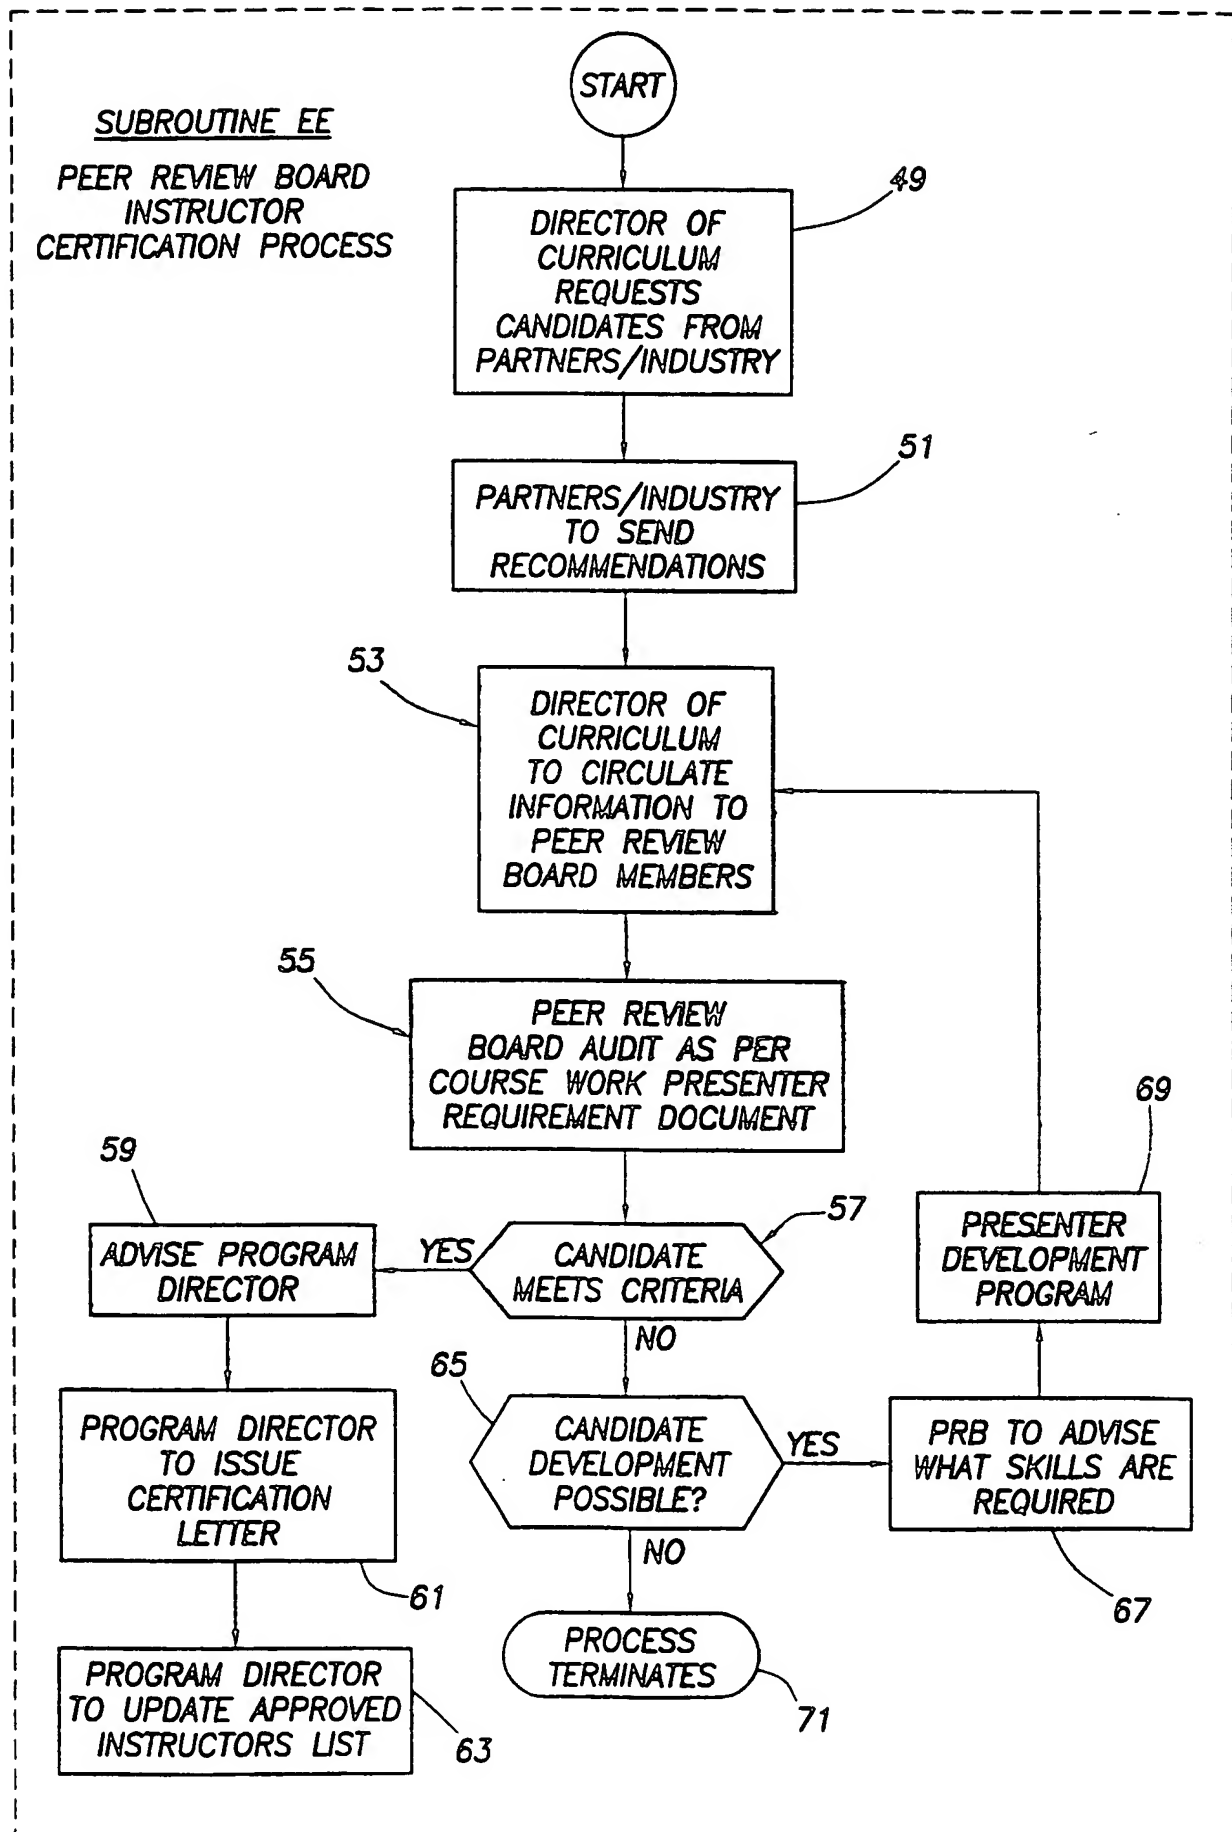 START
SUBROUTINE EE
PEER REVIEW BOARD
INSTRUCTOR
CERTIFICATION PROCESS
49
DIRECTOR OF
CURRICULUM
REQUESTS
CANDIDATES FROM
PARTNERS/INDUSTRY
51
PARTNERS/INDUSTRY
TO SEND
RECOMMENDATIONS
53
DIRECTOR OF
CURRICULUM
TO CIRCULATE
INFORMATION TO
PEER REVIEW
BOARD MEMBERS
55
PEER REVIEW
BOARD AUDIT AS PER
COURSE WORK PRESENTER
REQUIREMENT DOCUMENT
57
CANDIDATE
MEETS CRITERIA
YES
NO
59
ADVISE PROGRAM
DIRECTOR
PROGRAM DIRECTOR
TO ISSUE
CERTIFICATION
LETTER
61
PROGRAM DIRECTOR
TO UPDATE APPROVED
INSTRUCTORS LIST
63
65
CANDIDATE
DEVELOPMENT
POSSIBLE?
YES
NO
PRB TO ADVISE
WHAT SKILLS ARE
REQUIRED
67
69
PRESENTER
DEVELOPMENT
PROGRAM
PROCESS
TERMINATES
71